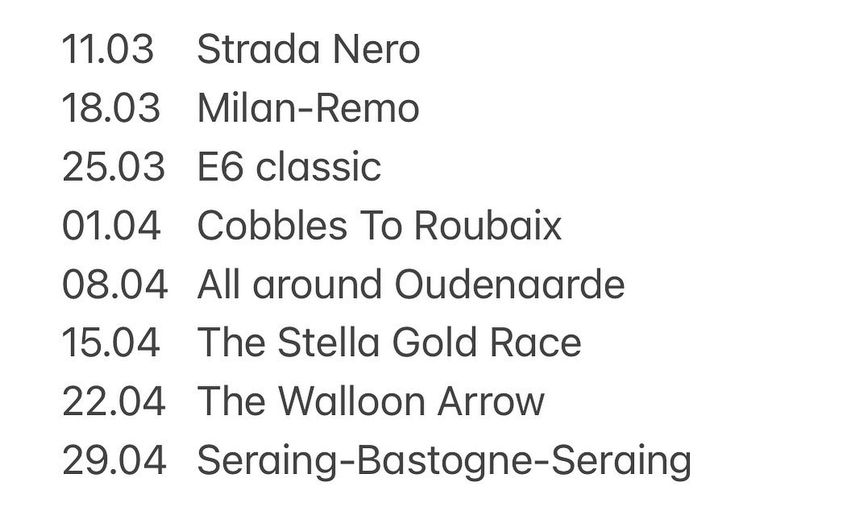 11.03 Strada Nero
18.03 Milan-Remo
25.03 E6 classic
01.04 Cobbles To Roubaix
08.04 All around Oudenaarde
15.04 The Stella Gold Race
22.04 The Walloon Arrow
29.04 Seraing-Bastogne-Seraing